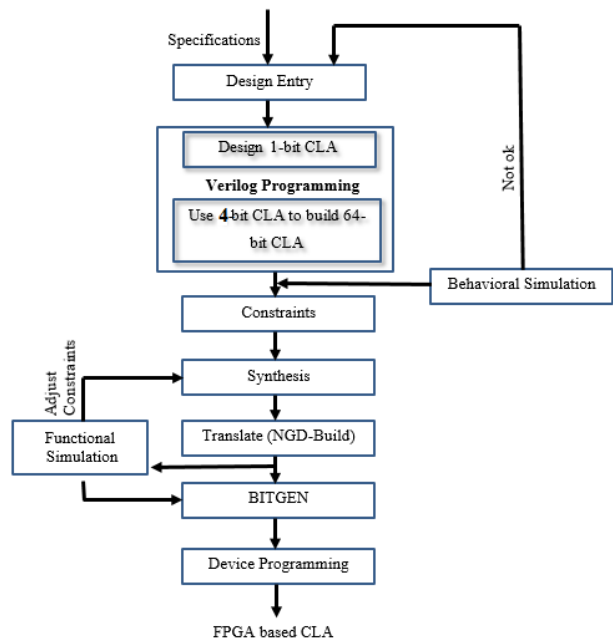 Specifications
Design Entry
Design 1-bit CLA
Verilog Programming
Use 4-bit CLA to build 64-
bit CLA
Not ok
Behavioral Simulation
Constraints
Adjust
Constraints
Synthesis
Translate (NGD-Build)
Functional
Simulation
BITGEN
Device Programming
FPGA based CLA